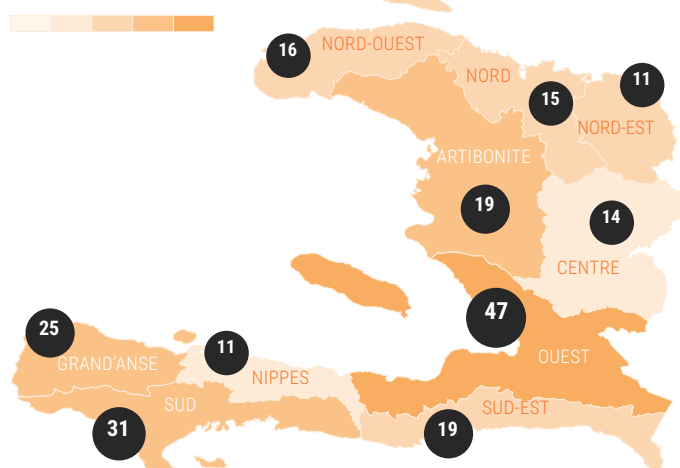 16
NORD-OUEST
NORD
15
11
NORD-EST
ARTIBONITE
19
14
CENTRE
47
OUEST
25
GRAND'ANSE
11
NIPPES
SUD
31
SUD-EST
19